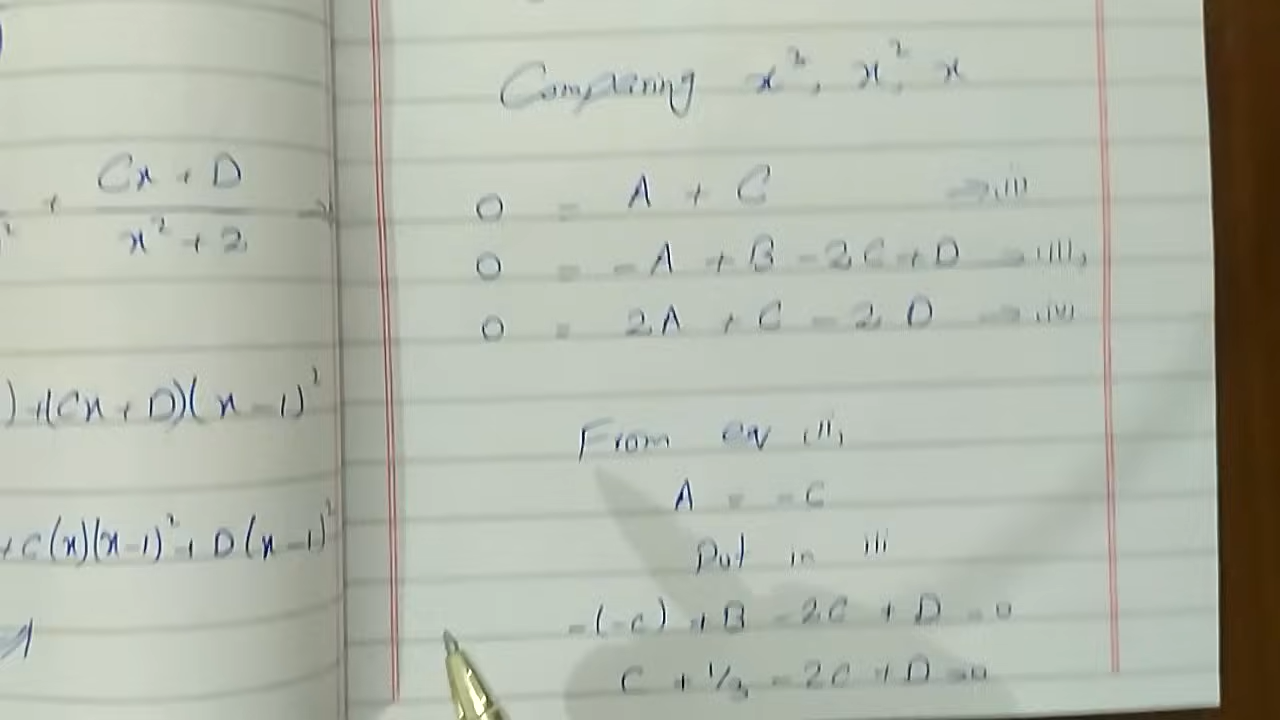 + Cx + D / x² + 2 →
) + (Cx + D)(x - 1)²
+ C(x)(x-1)² + D(x-1)²
Comparing x³, x², x
0 = A + C → (ii)
0 = -A + B - 2C + D → (iii)
0 = 2A + C - 2D → (iv)
From eq (ii)
A = -C
Put in iii
-(-C) + B - 2C + D = 0
C + 1/3 - 2C + D = 0